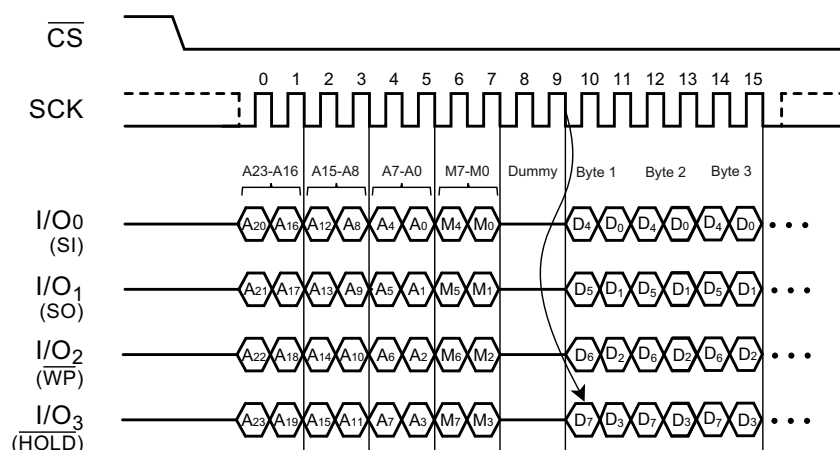 CS
0 1 2 3 4 5 6 7 8 9 10 11 12 13 14 15
SCK
A23-A16 A15-A8 A7-A0 M7-M0 Dummy Byte 1 Byte 2 Byte 3
I/O0 A20 A16 A12 A8 A4 A0 M4 M0 D4 D0 D4 D0 D4 D0
(SI)
I/O1 A21 A17 A13 A9 A5 A1 M5 M1 D5 D1 D5 D1 D5 D1
(SO)
I/O2 A22 A18 A14 A10 A6 A2 M6 M2 D6 D2 D6 D2 D6 D2
(WP)
I/O3 A23 A19 A15 A11 A7 A3 M7 M3 D7 D3 D7 D3 D7 D3
(HOLD)